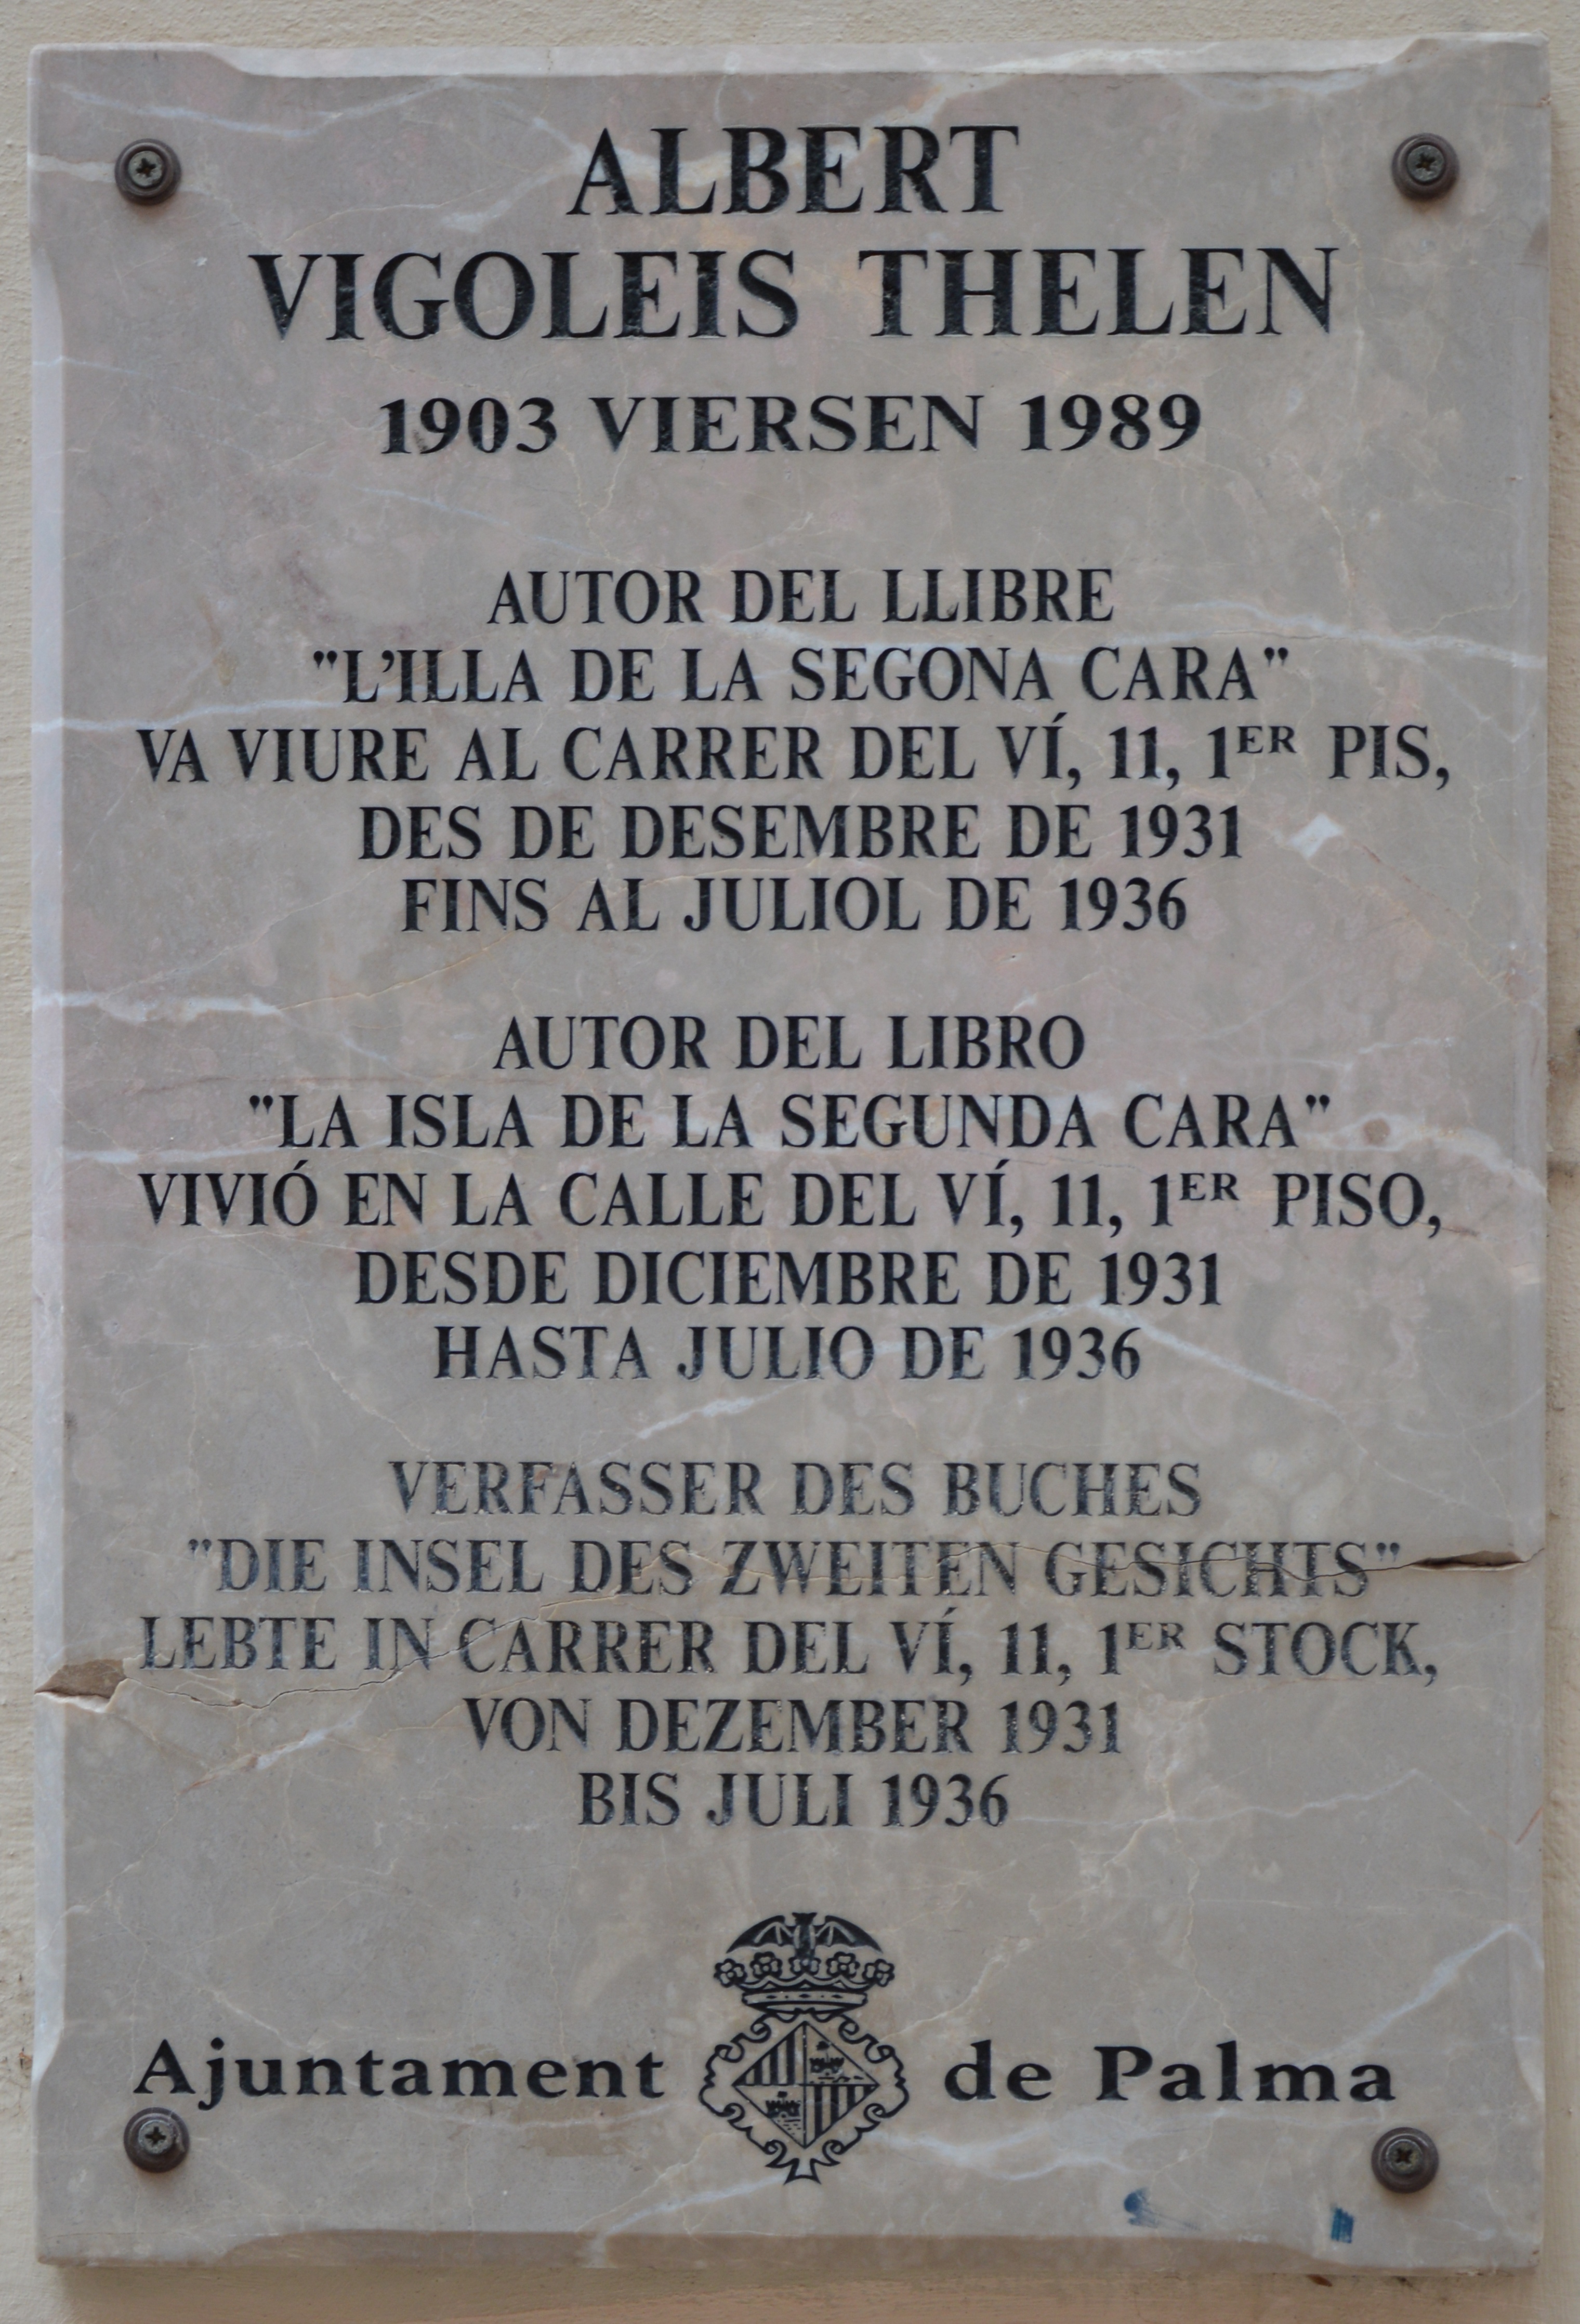 ALBERT
VIGOLEIS THELEN
1903 VIERSEN 1989
AUTOR DEL LLIBRE
"L'ILLA DE LA SEGONA CARA"
VA VIURE AL CARRER DEL VÍ, 11, 1ER PIS,
DES DE DESEMBRE DE 1931
FINS AL JULIOL DE 1936
AUTOR DEL LIBRO
"LA ISLA DE LA SEGUNDA CARA"
VIVIÓ EN LA CALLE DEL VÍ, 11, 1ER PISO,
DESDE DICIEMBRE DE 1931
HASTA JULIO DE 1936
VERFASSER DES BUCHES
"DIE INSEL DES ZWEITEN GESICHTS"
LEBTE IN CARRER DEL VÍ, 11, 1ER STOCK,
VON DEZEMBER 1931
BIS JULI 1936
Ajuntament de Palma